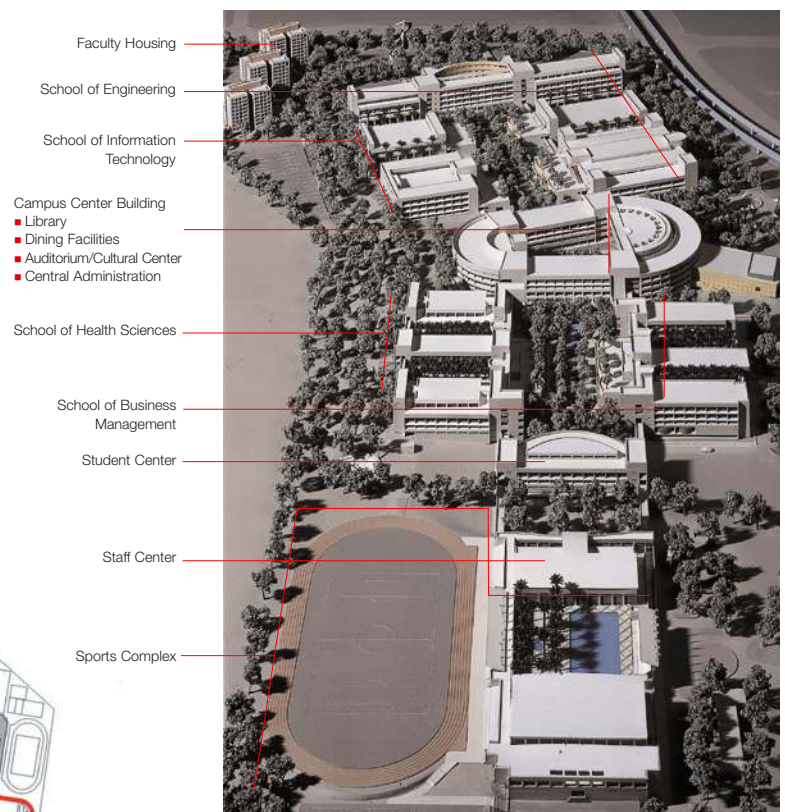 Faculty Housing
School of Engineering
School of Information
Technology
Campus Center Building
■ Library
■ Dining Facilities
■ Auditorium/Cultural Center
■ Central Administration
School of Health Sciences
School of Business
Management
Student Center
Staff Center
Sports Complex